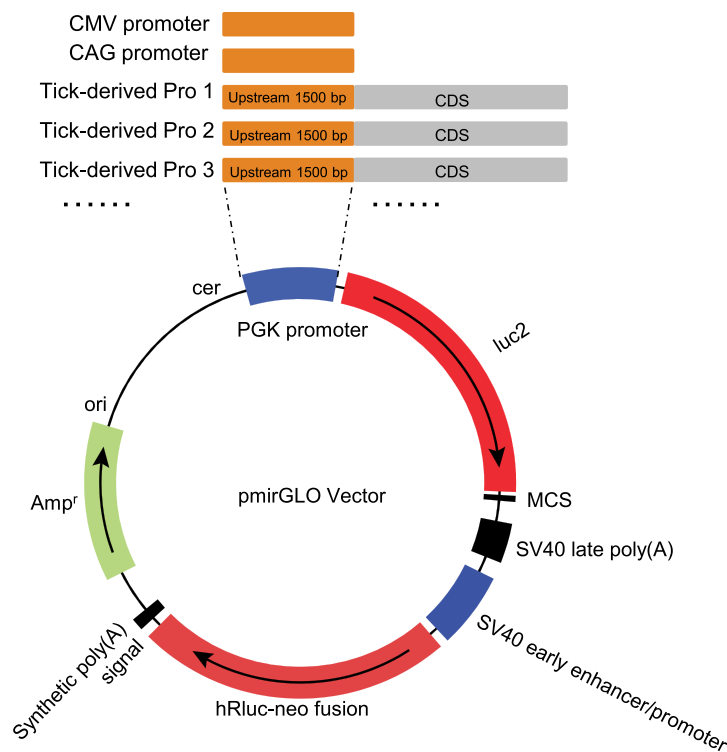 CMV promoter
CAG promoter
Tick-derived Pro 1
Upstream 1500 bp
CDS
Tick-derived Pro 2
Upstream 1500 bp
CDS
Tick-derived Pro 3
Upstream 1500 bp
CDS
......
......
cer
PGK promoter
luc2
ori
Ampr
pmirGLO Vector
MCS
SV40 late poly(A)
SV40 early enhancer/promoter
Synthetic poly(A)
signal
hRluc-neo fusion